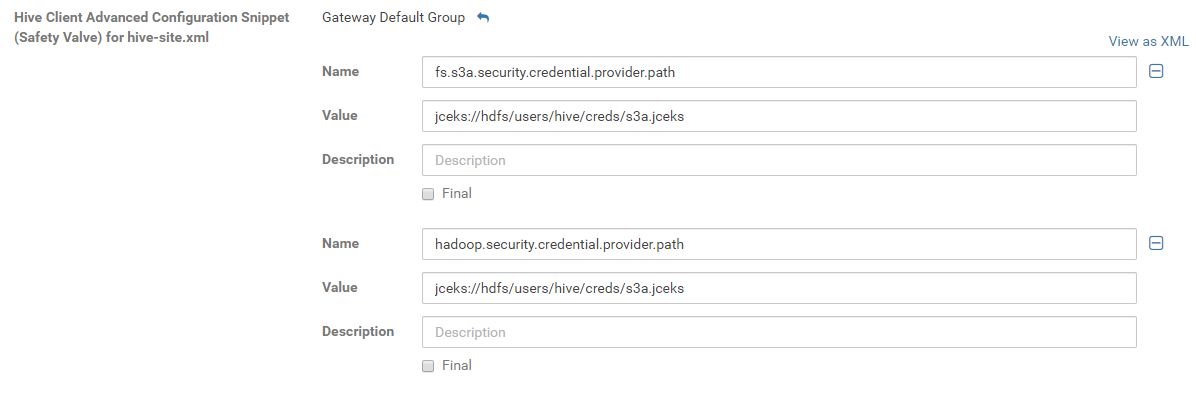 Hive Client Advanced Configuration Snippet
(Safety Valve) for hive-site.xml
Gateway Default Group
View as XML
Name
fs.s3a.security.credential.provider.path
Value
jceks://hdfs/users/hive/creds/s3a.jceks
Description
Description
Final
Name
hadoop.security.credential.provider.path
Value
jceks://hdfs/users/hive/creds/s3a.jceks
Description
Description
Final